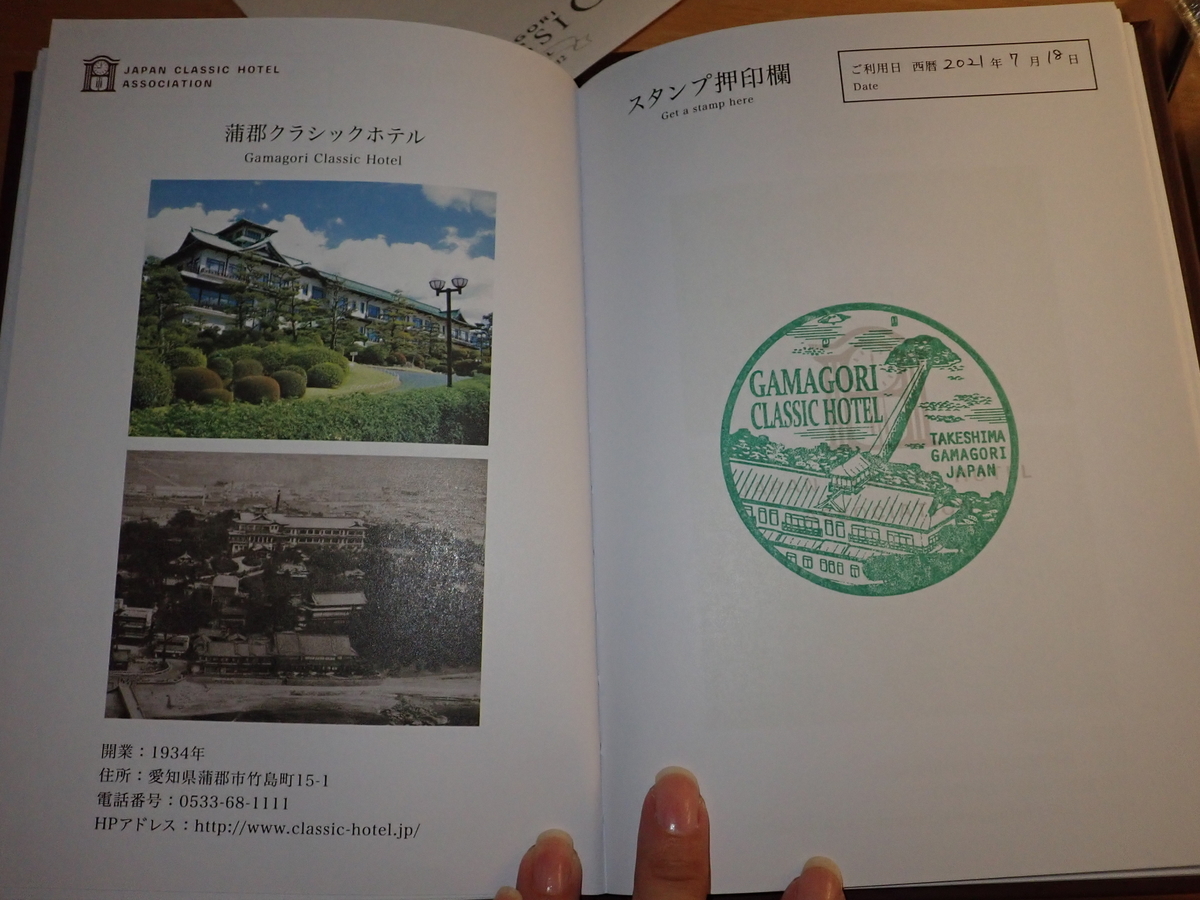 JAPAN CLASSIC HOTEL
ASSOCIATION
蒲郡クラシックホテル
Gamagori Classic Hotel
開業：1934年
住所：愛知県蒲郡市竹島町15-1
電話番号：0533-68-1111
HPアドレス：http://www.classic-hotel.jp/
スタンプ押印欄
Get a stamp here
ご利用日 西暦 2021 年 7 月 18 日
Date
GAMAGORI
CLASSIC HOTEL
TAKESHIMA
GAMAGORI
JAPAN